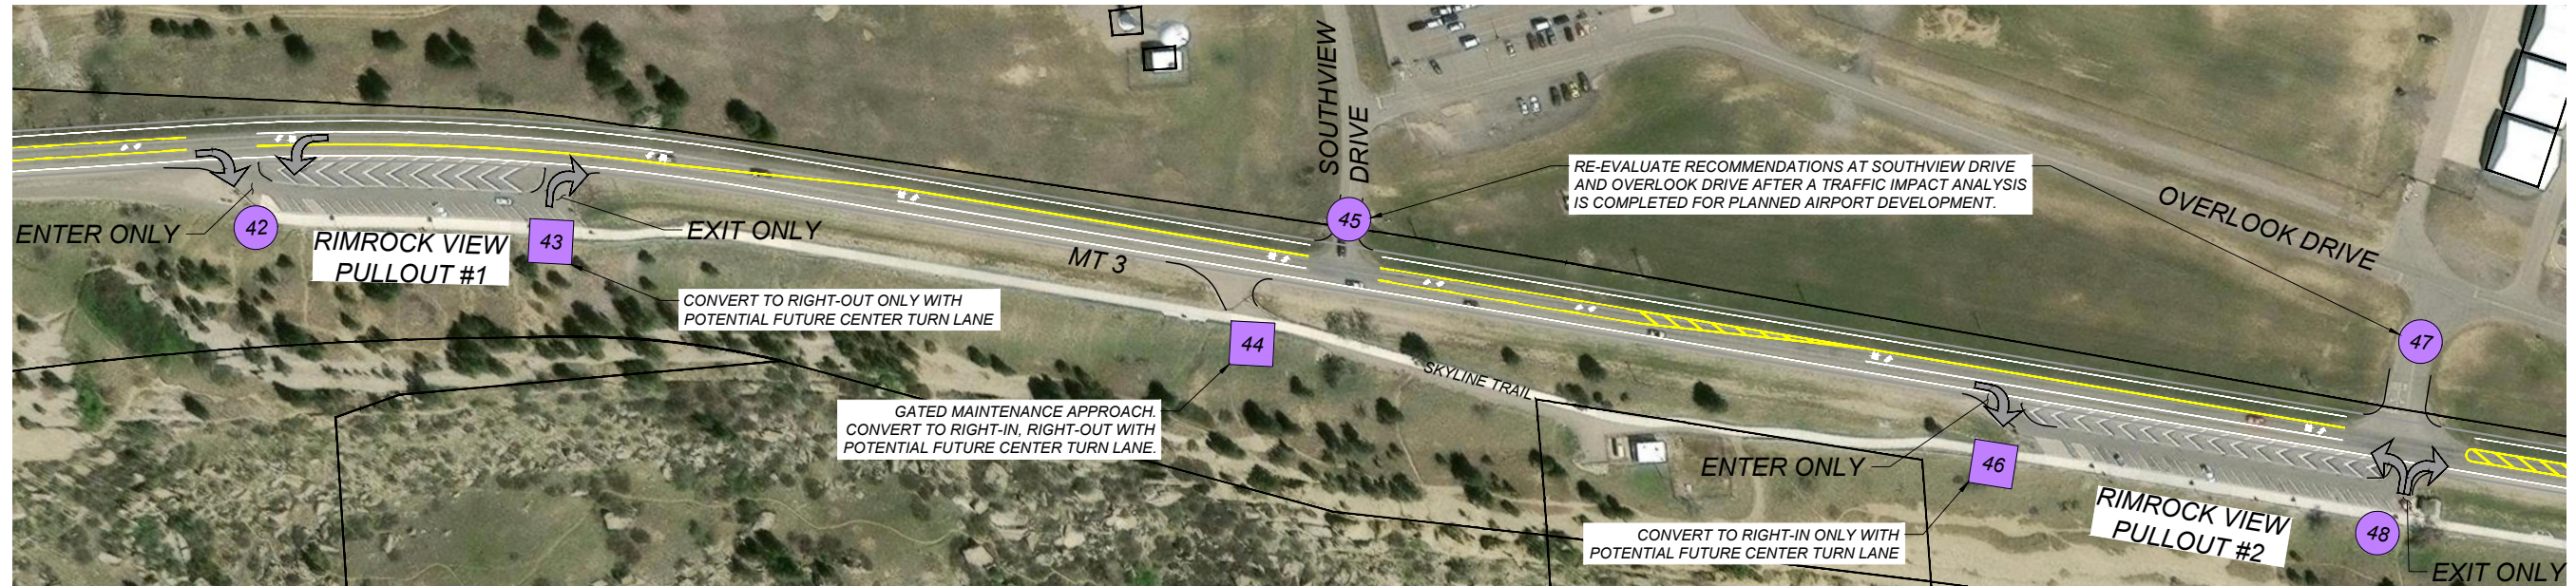 SOUTHVIEW
DRIVE
RE-EVALUATE RECOMMENDATIONS AT SOUTHVIEW DRIVE
AND OVERLOOK DRIVE AFTER A TRAFFIC IMPACT ANALYSIS
IS COMPLETED FOR PLANNED AIRPORT DEVELOPMENT.
OVERLOOK DRIVE
ENTER ONLY
42
RIMROCK VIEW
PULLOUT #1
43
EXIT ONLY
45
MT 3
CONVERT TO RIGHT-OUT ONLY WITH
POTENTIAL FUTURE CENTER TURN LANE
44
47
SKYLINE TRAIL
GATED MAINTENANCE APPROACH.
CONVERT TO RIGHT-IN, RIGHT-OUT WITH
POTENTIAL FUTURE CENTER TURN LANE.
ENTER ONLY
46
RIMROCK VIEW
PULLOUT #2
48
CONVERT TO RIGHT-IN ONLY WITH
POTENTIAL FUTURE CENTER TURN LANE
EXIT ONLY